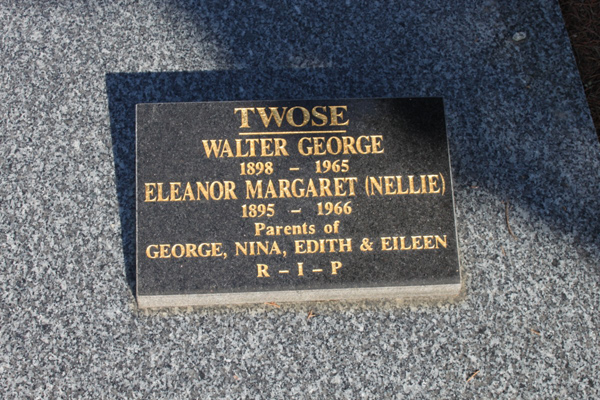 TWOSE
WALTER GEORGE
1898 – 1965
ELEANOR MARGARET (NELLIE)
1895 – 1966
Parents of
GEORGE, NINA, EDITH & EILEEN
R – I – P